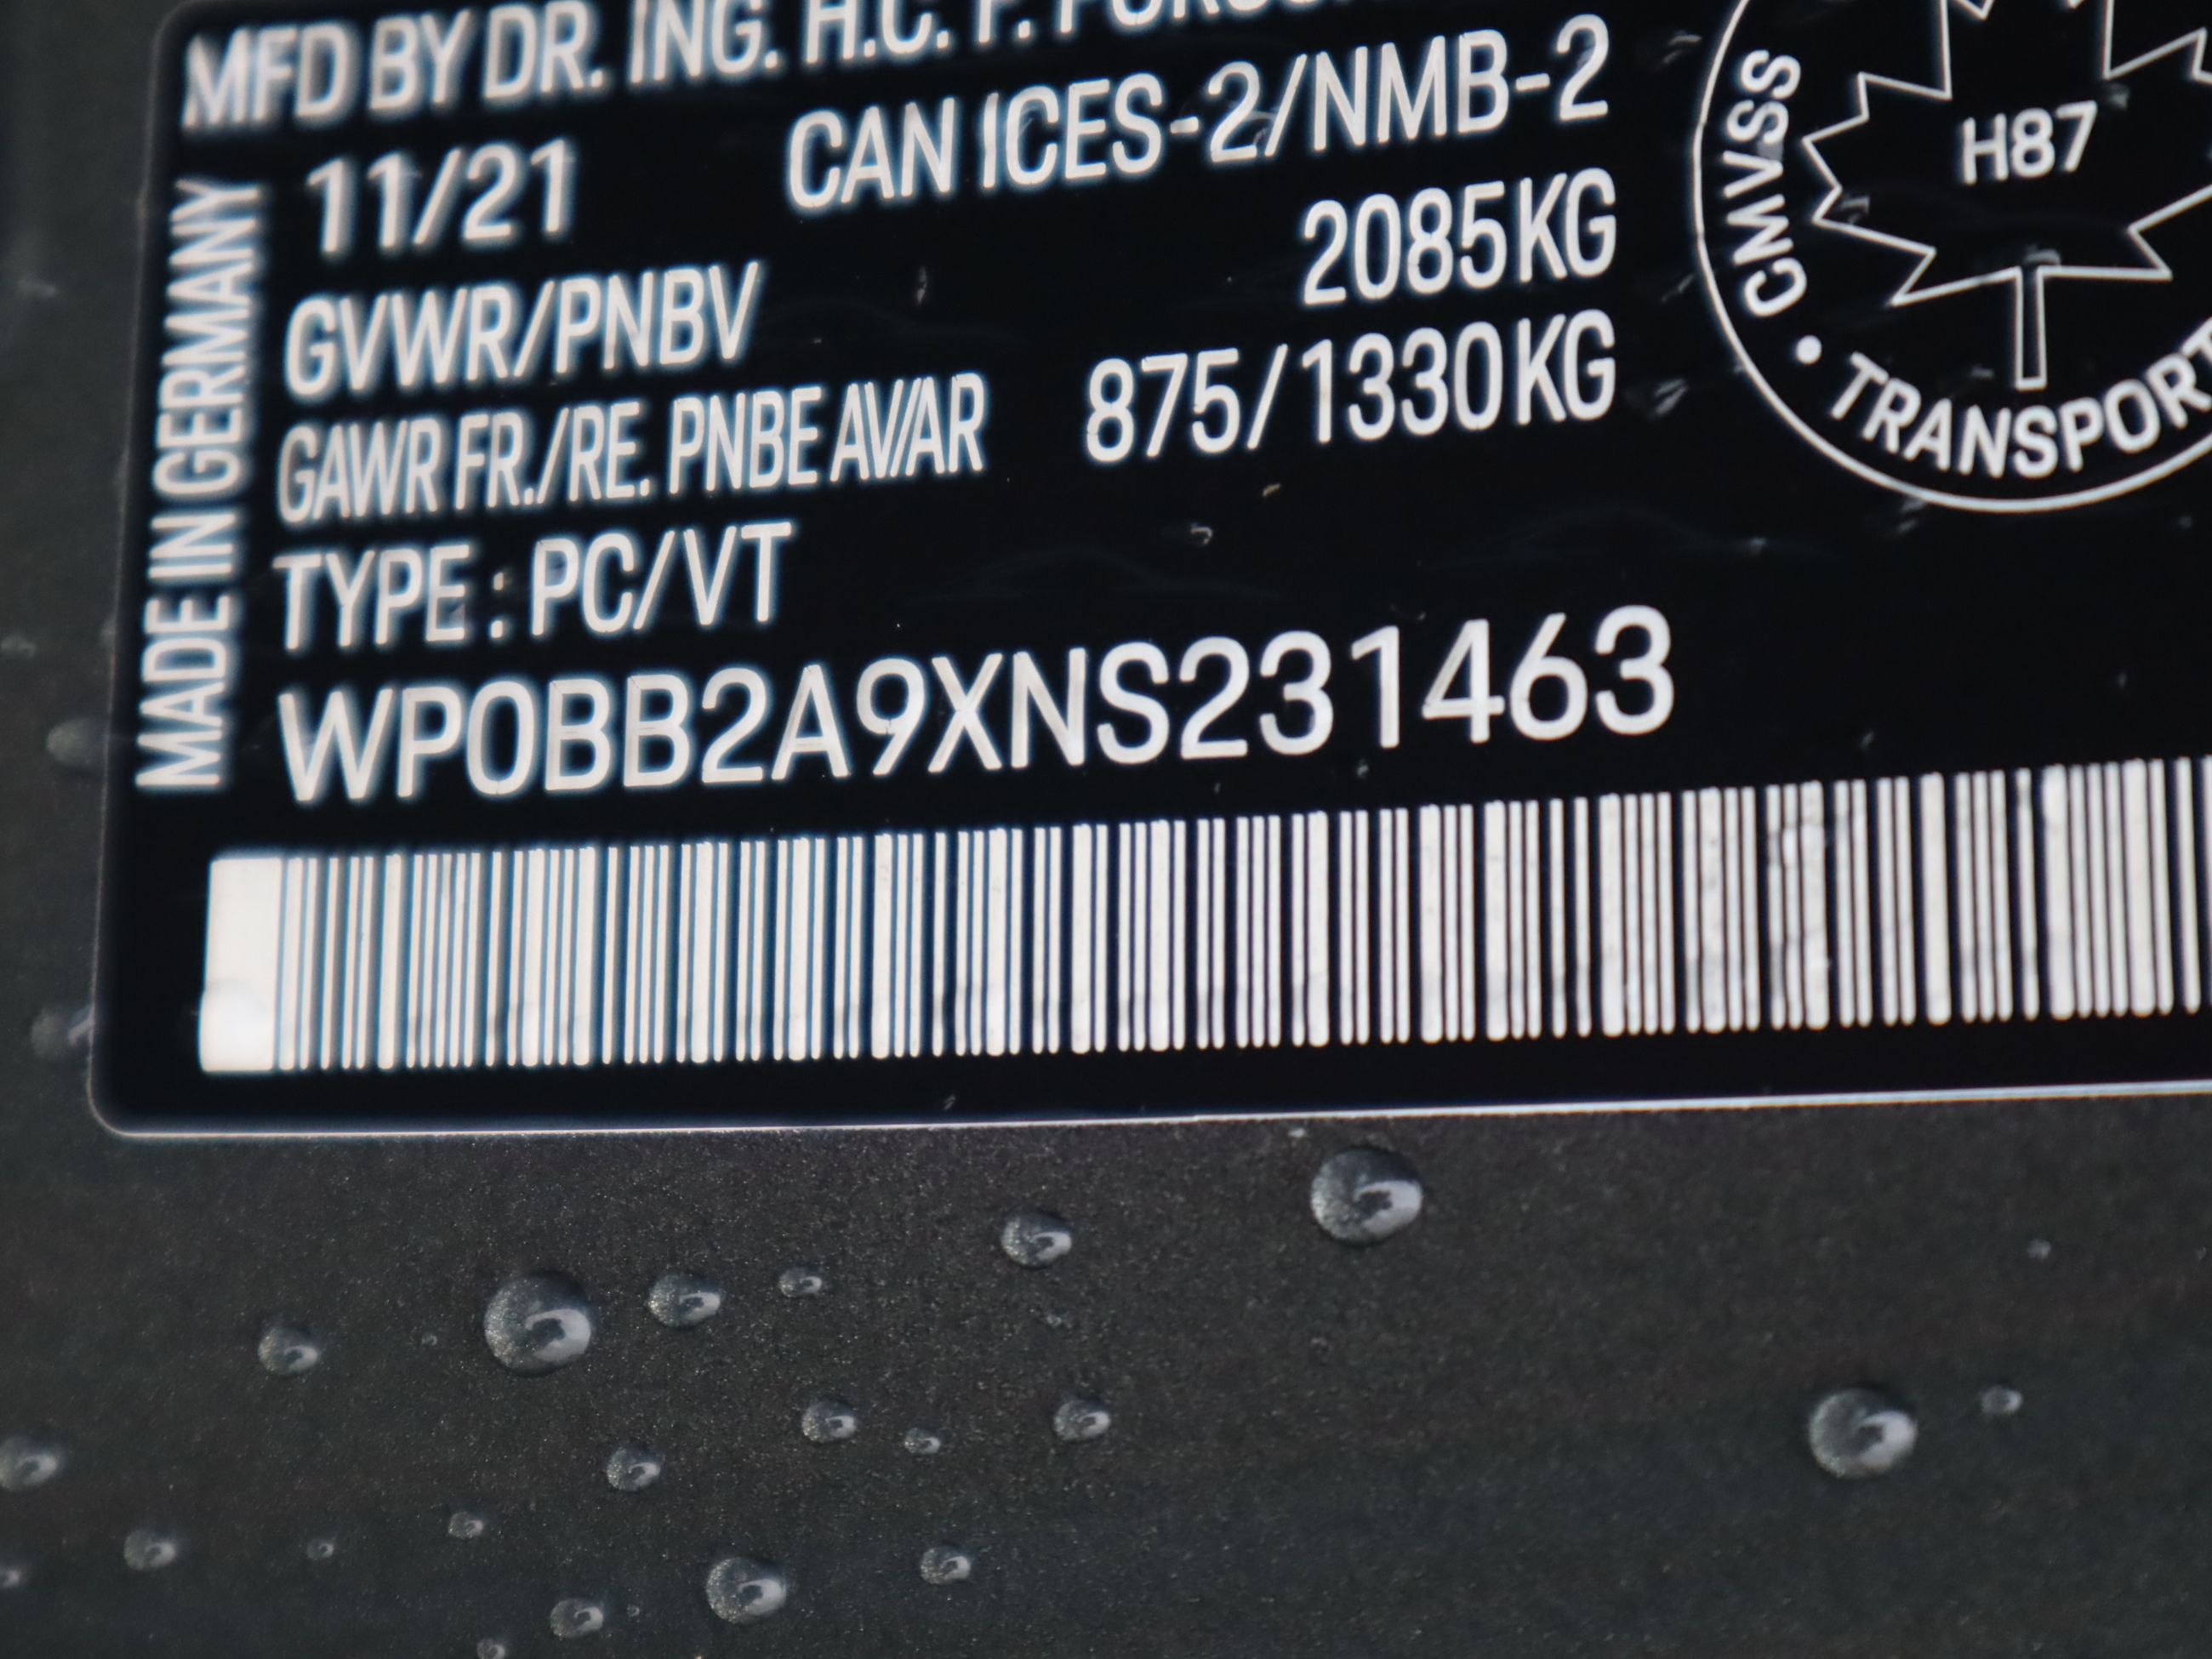 MFD BY DR. ING. H.C. F.
11/21 CAN ICES-2/NMB-2
GVWR/PNBV 2085KG
GAWR FR./RE. PNBE AV/AR 875/1330KG
TYPE : PC/VT
WP0BB2A9XNS231463
MADE IN GERMANY
CMVSS • TRANSPORT
H87